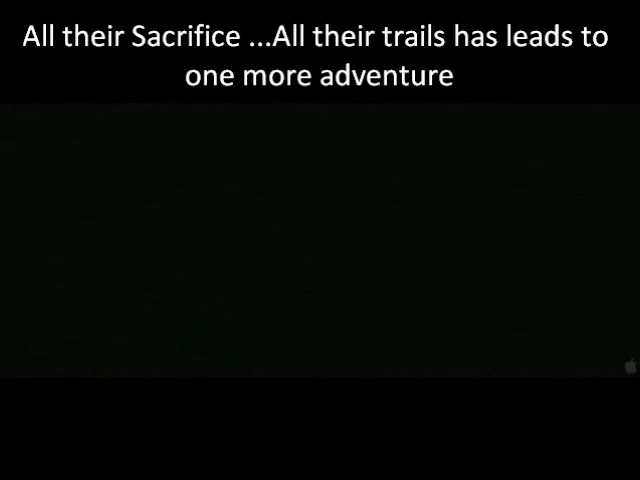 All their Sacrifice ...All their trails has leads to
one more adventure